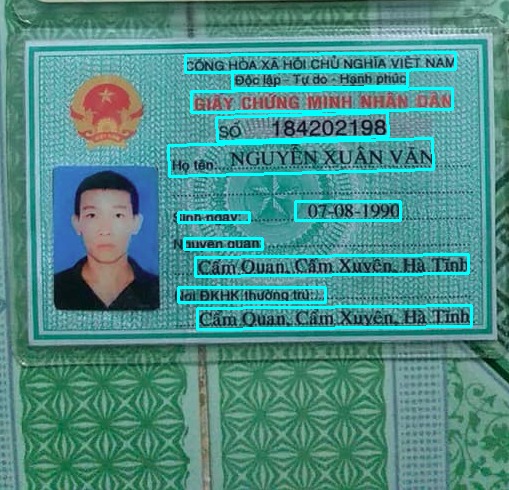 CỘNG HÒA XÃ HỘI CHỦ NGHĨA VIỆT NAM
Độc lập - Tự do - Hạnh phúc
GIẤY CHỨNG MINH NHÂN DÂN
SỐ 184202198
Họ tên: NGUYỄN XUÂN VĂN
Sinh ngày: 07-08-1990
Nguyên quán:
Cẩm Quan, Cẩm Xuyên, Hà Tĩnh
Nơi ĐKHK thường trú:
Cẩm Quan, Cẩm Xuyên, Hà Tĩnh